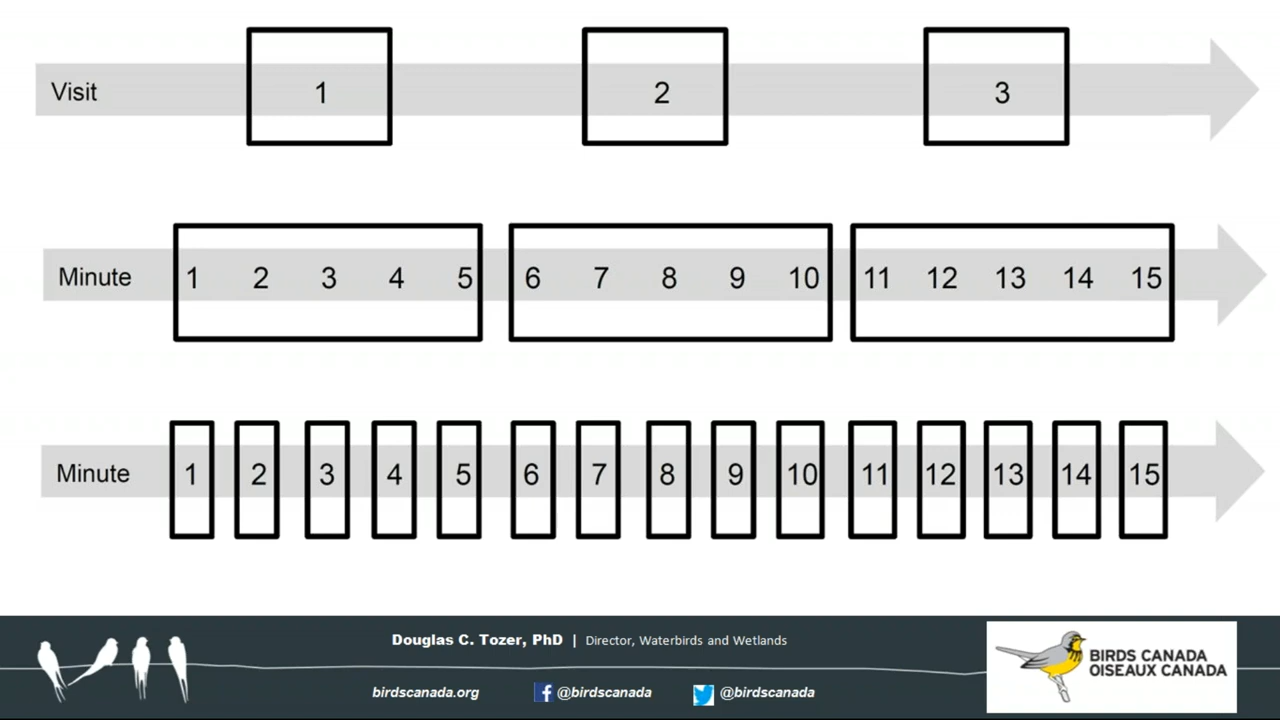 Visit 1 2 3
Minute 1 2 3 4 5 6 7 8 9 10 11 12 13 14 15
Minute 1 2 3 4 5 6 7 8 9 10 11 12 13 14 15
Douglas C. Tozer, PhD | Director, Waterbirds and Wetlands
birdscanada.org @birdscanada @birdscanada
BIRDS CANADA
OISEAUX CANADA